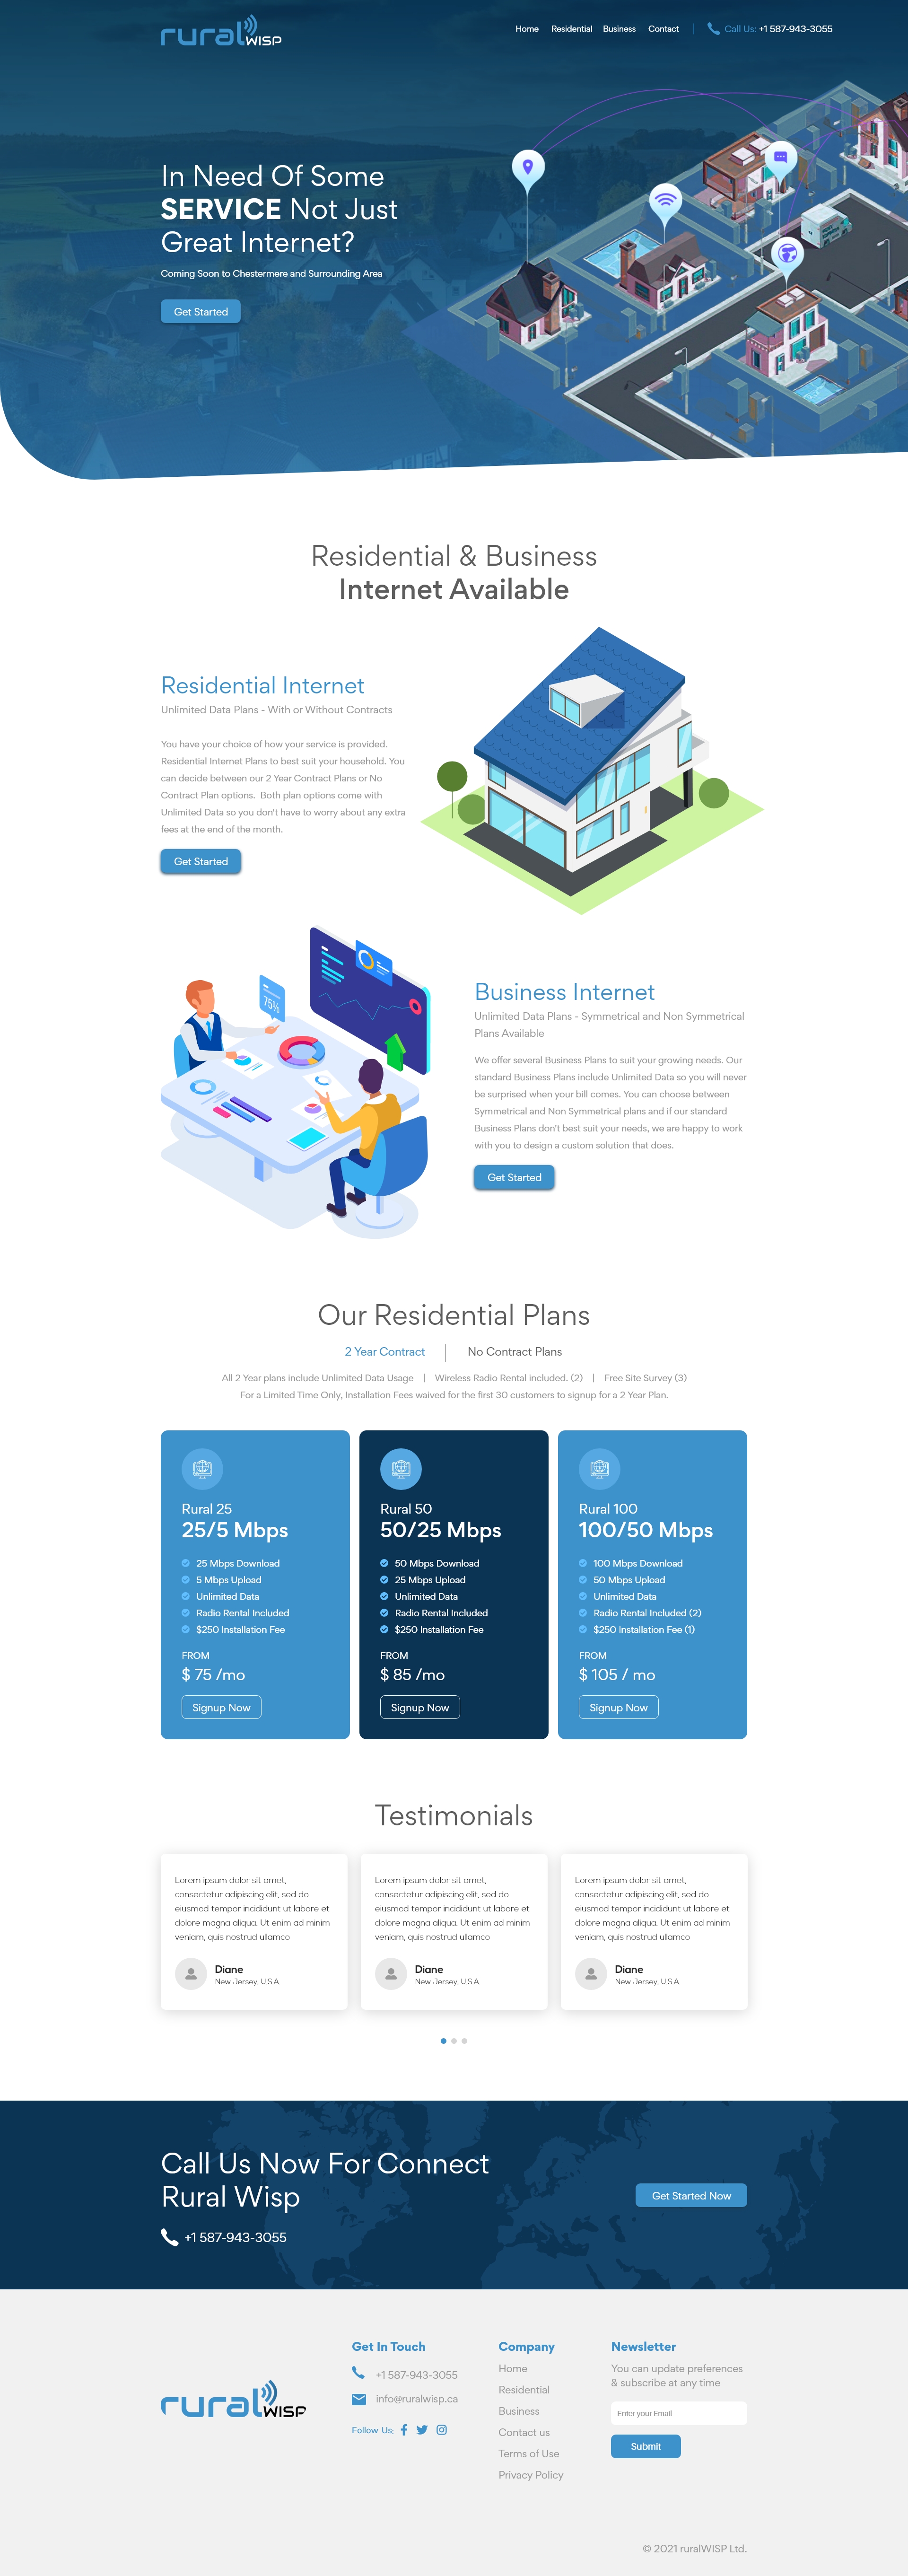 ruralWISP
Home Residential Business Contact Call Us: +1 587-943-3055
In Need Of Some
SERVICE Not Just
Great Internet?
Coming Soon to Chestermere and Surrounding Area
Get Started
Residential & Business
Internet Available
Residential Internet
Unlimited Data Plans - With or Without Contracts
You have your choice of how your service is provided.
Residential Internet Plans to best suit your household. You
can decide between our 2 Year Contract Plans or No
Contract Plan options. Both plan options come with
Unlimited Data so you don't have to worry about any extra
fees at the end of the month.
Get Started
75%
Business Internet
Unlimited Data Plans - Symmetrical and Non Symmetrical
Plans Available
We offer several Business Plans to suit your growing needs. Our
standard Business Plans include Unlimited Data so you will never
be surprised when your bill comes. You can choose between
Symmetrical and Non Symmetrical plans and if our standard
Business Plans don't best suit your needs, we are happy to work
with you to design a custom solution that does.
Get Started
Our Residential Plans
2 Year Contract | No Contract Plans
All 2 Year plans include Unlimited Data Usage | Wireless Radio Rental included. (2) | Free Site Survey (3)
For a Limited Time Only, Installation Fees waived for the first 30 customers to signup for a 2 Year Plan.
Rural 25
25/5 Mbps
25 Mbps Download
5 Mbps Upload
Unlimited Data
Radio Rental Included
$250 Installation Fee
FROM
$ 75 /mo
Signup Now
Rural 50
50/25 Mbps
50 Mbps Download
25 Mbps Upload
Unlimited Data
Radio Rental Included
$250 Installation Fee
FROM
$ 85 /mo
Signup Now
Rural 100
100/50 Mbps
100 Mbps Download
50 Mbps Upload
Unlimited Data
Radio Rental Included (2)
$250 Installation Fee (1)
FROM
$ 105 / mo
Signup Now
Testimonials
Lorem ipsum dolor sit amet,
consectetur adipiscing elit, sed do
eiusmod tempor incididunt ut labore et
dolore magna aliqua. Ut enim ad minim
veniam, quis nostrud ullamco
Diane
New Jersey, U.S.A.
Lorem ipsum dolor sit amet,
consectetur adipiscing elit, sed do
eiusmod tempor incididunt ut labore et
dolore magna aliqua. Ut enim ad minim
veniam, quis nostrud ullamco
Diane
New Jersey, U.S.A.
Lorem ipsum dolor sit amet,
consectetur adipiscing elit, sed do
eiusmod tempor incididunt ut labore et
dolore magna aliqua. Ut enim ad minim
veniam, quis nostrud ullamco
Diane
New Jersey, U.S.A.
Call Us Now For Connect
Rural Wisp
+1 587-943-3055
Get Started Now
ruralWISP
Get In Touch
+1 587-943-3055
info@ruralwisp.ca
Follow Us:
Company
Home
Residential
Business
Contact us
Terms of Use
Privacy Policy
Newsletter
You can update preferences
& subscribe at any time
Enter your Email
Submit
© 2021 ruralWISP Ltd.